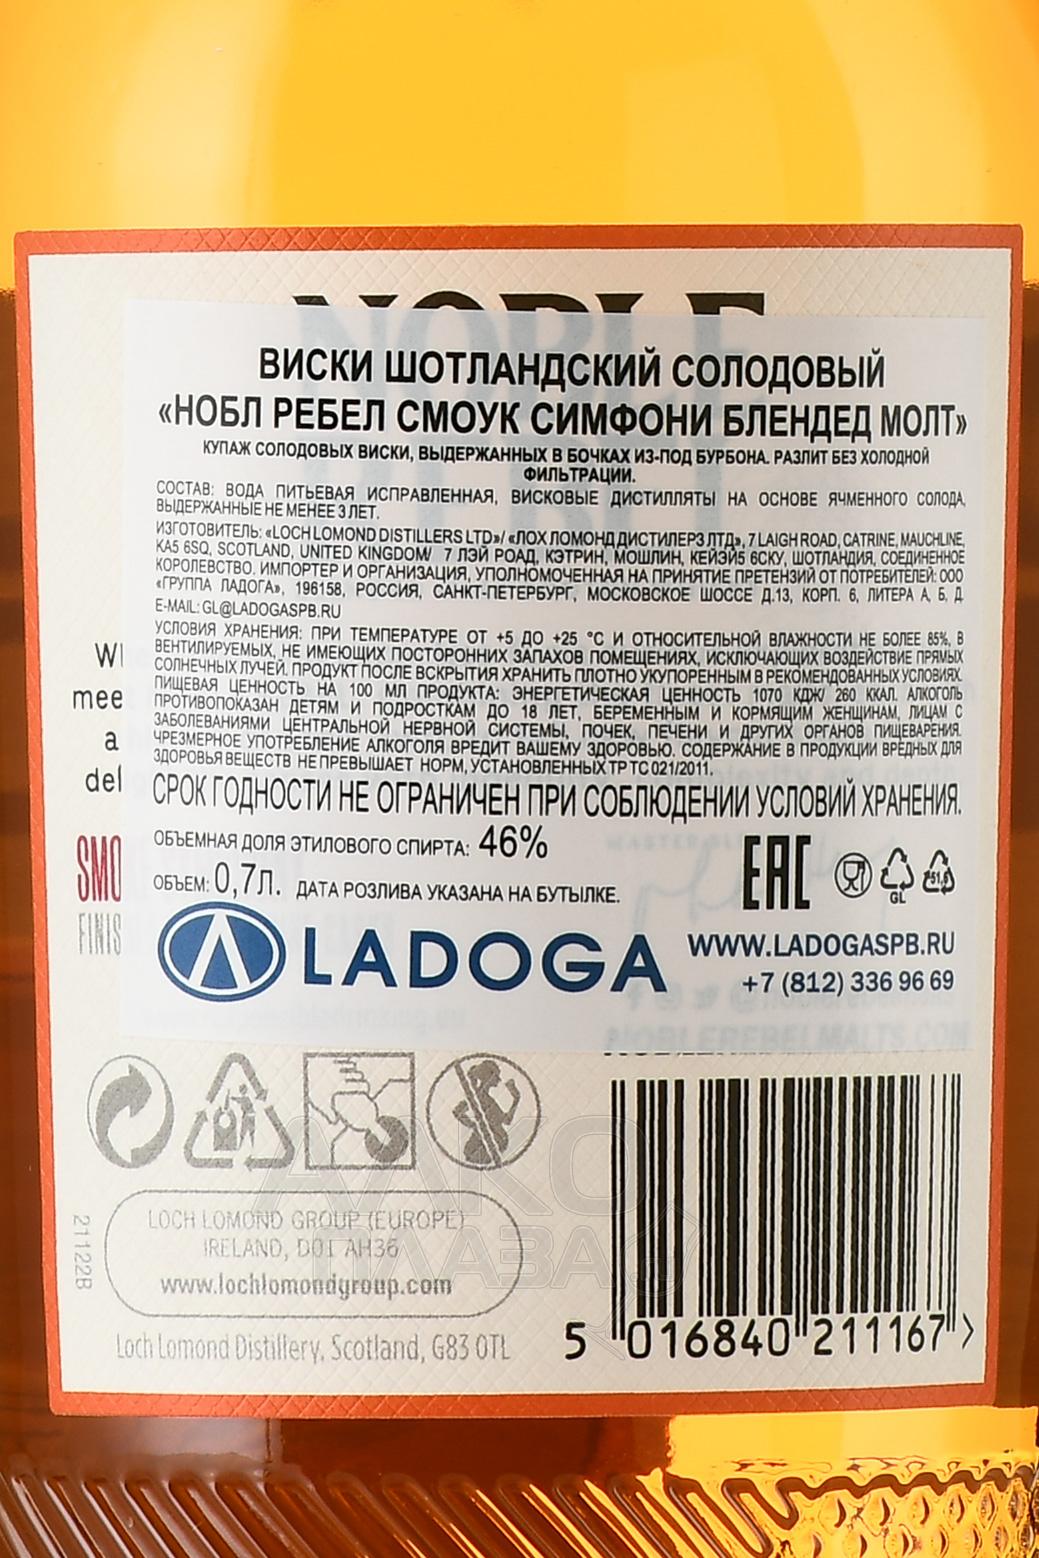 NOBLE
ВИСКИ ШОТЛАНДСКИЙ СОЛОДОВЫЙ
«НОБЛ РЕБЕЛ СМОУК СИМФОНИ БЛЕНДЕД МОЛТ»
КУПАЖ СОЛОДОВЫХ ВИСКИ, ВЫДЕРЖАННЫХ В БОЧКАХ ИЗ-ПОД БУРБОНА. РАЗЛИТ БЕЗ ХОЛОДНОЙ
ФИЛЬТРАЦИИ.
СОСТАВ: ВОДА ПИТЬЕВАЯ ИСПРАВЛЕННАЯ, ВИСКОВЫЕ ДИСТИЛЛЯТЫ НА ОСНОВЕ ЯЧМЕННОГО СОЛОДА,
ВЫДЕРЖАННЫЕ НЕ МЕНЕЕ 3 ЛЕТ.
ИЗГОТОВИТЕЛЬ: «LOCH LOMOND DISTILLERS LTD»/ «ЛОХ ЛОМОНД ДИСТИЛЕРЗ ЛТД», 7 LAIGH ROAD, CATRINE, MAUCHLINE,
KA5 6SQ, SCOTLAND, UNITED KINGDOM/ 7 ЛЭЙ РОАД, КЭТРИН, МОШЛИН, КЕЙЭЙ5 6СКУ, ШОТЛАНДИЯ, СОЕДИНЕННОЕ
КОРОЛЕВСТВО. ИМПОРТЕР И ОРГАНИЗАЦИЯ, УПОЛНОМОЧЕННАЯ НА ПРИНЯТИЕ ПРЕТЕНЗИЙ ОТ ПОТРЕБИТЕЛЕЙ: ООО
«ГРУППА ЛАДОГА», 196158, РОССИЯ, САНКТ-ПЕТЕРБУРГ, МОСКОВСКОЕ ШОССЕ Д.13, КОРП. 6, ЛИТЕРА А, Б, Д.
E-MAIL: GL@LADOGASPB.RU
УСЛОВИЯ ХРАНЕНИЯ: ПРИ ТЕМПЕРАТУРЕ ОТ +5 ДО +25 °С И ОТНОСИТЕЛЬНОЙ ВЛАЖНОСТИ НЕ БОЛЕЕ 85%, В
ВЕНТИЛИРУЕМЫХ, НЕ ИМЕЮЩИХ ПОСТОРОННИХ ЗАПАХОВ ПОМЕЩЕНИЯХ, ИСКЛЮЧАЮЩИХ ВОЗДЕЙСТВИЕ ПРЯМЫХ
СОЛНЕЧНЫХ ЛУЧЕЙ. ПРОДУКТ ПОСЛЕ ВСКРЫТИЯ ХРАНИТЬ ПЛОТНО УКУПОРЕННЫМ В РЕКОМЕНДОВАННЫХ УСЛОВИЯХ.
ПИЩЕВАЯ ЦЕННОСТЬ НА 100 МЛ ПРОДУКТА: ЭНЕРГЕТИЧЕСКАЯ ЦЕННОСТЬ 1070 КДЖ/ 260 ККАЛ. АЛКОГОЛЬ
ПРОТИВОПОКАЗАН ДЕТЯМ И ПОДРОСТКАМ ДО 18 ЛЕТ, БЕРЕМЕННЫМ И КОРМЯЩИМ ЖЕНЩИНАМ, ЛИЦАМ С
ЗАБОЛЕВАНИЯМИ ЦЕНТРАЛЬНОЙ НЕРВНОЙ СИСТЕМЫ, ПОЧЕК, ПЕЧЕНИ И ДРУГИХ ОРГАНОВ ПИЩЕВАРЕНИЯ.
ЧРЕЗМЕРНОЕ УПОТРЕБЛЕНИЕ АЛКОГОЛЯ ВРЕДИТ ВАШЕМУ ЗДОРОВЬЮ. СОДЕРЖАНИЕ В ПРОДУКЦИИ ВРЕДНЫХ ДЛЯ
ЗДОРОВЬЯ ВЕЩЕСТВ НЕ ПРЕВЫШАЕТ НОРМ, УСТАНОВЛЕННЫХ ТР ТС 021/2011.
СРОК ГОДНОСТИ НЕ ОГРАНИЧЕН ПРИ СОБЛЮДЕНИИ УСЛОВИЙ ХРАНЕНИЯ.
ОБЪЕМНАЯ ДОЛЯ ЭТИЛОВОГО СПИРТА: 46%
ОБЪЕМ: 0,7Л. ДАТА РОЗЛИВА УКАЗАНА НА БУТЫЛКЕ.
EAC
GL
LADOGA
WWW.LADOGASPB.RU
+7 (812) 336 96 69
NOBLEREBELMALTS.COM
LOCH LOMOND GROUP (EUROPE)
IRELAND, D01 AH36
www.lochlomondgroup.com
Loch Lomond Distillery, Scotland, G83 0TL
21122B
5 016840 211167 >
АЛКО
ПЛАЗА